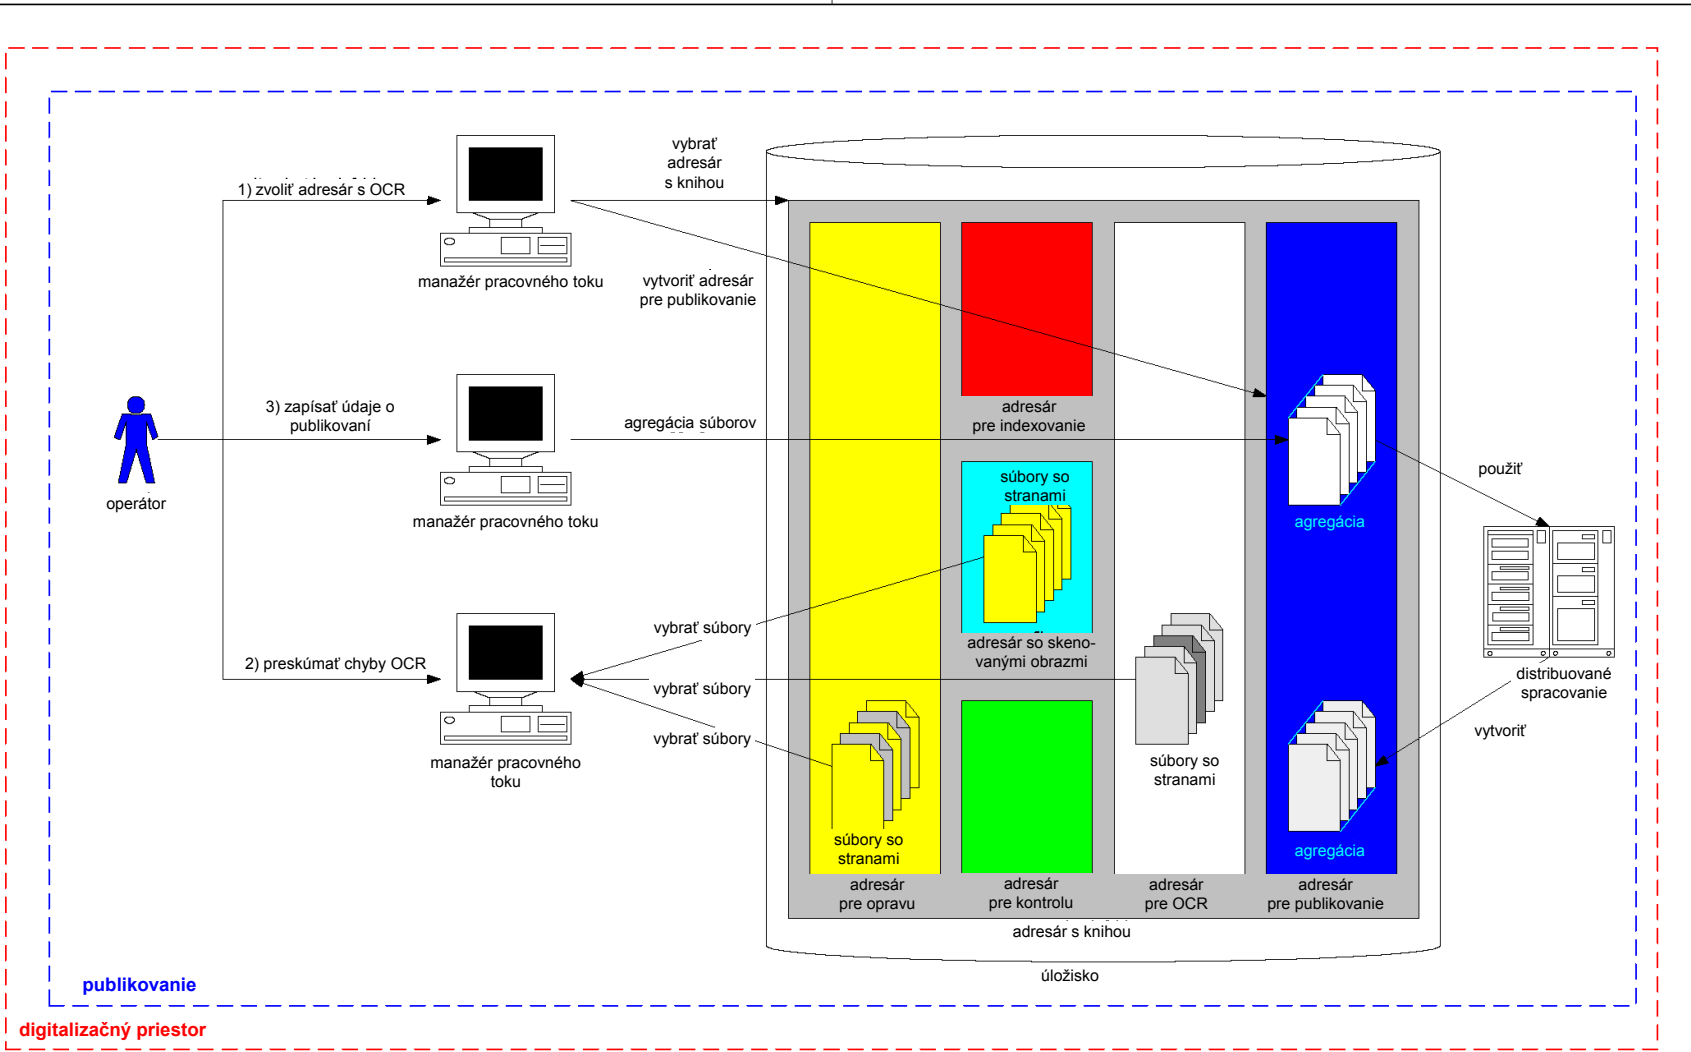 vybrať
adresár
s knihou
1) zvoliť adresár s OCR
manažér pracovného toku
vytvoriť adresár
pre publikovanie
3) zapísať údaje o
publikovaní
agregácia súborov
adresár
pre indexovanie
súbory so
stranami
použiť
operátor
manažér pracovného toku
agregácia
vybrať súbory
adresár so skeno-
vanými obrazmi
2) preskúmať chyby OCR
distribuované
spracovanie
vybrať súbory
vybrať súbory
vytvoriť
manažér pracovného
toku
súbory so
stranami
súbory so
stranami
agregácia
adresár
pre opravu
adresár
pre kontrolu
adresár
pre OCR
adresár
pre publikovanie
adresár s knihou
úložisko
publikovanie
digitalizačný priestor